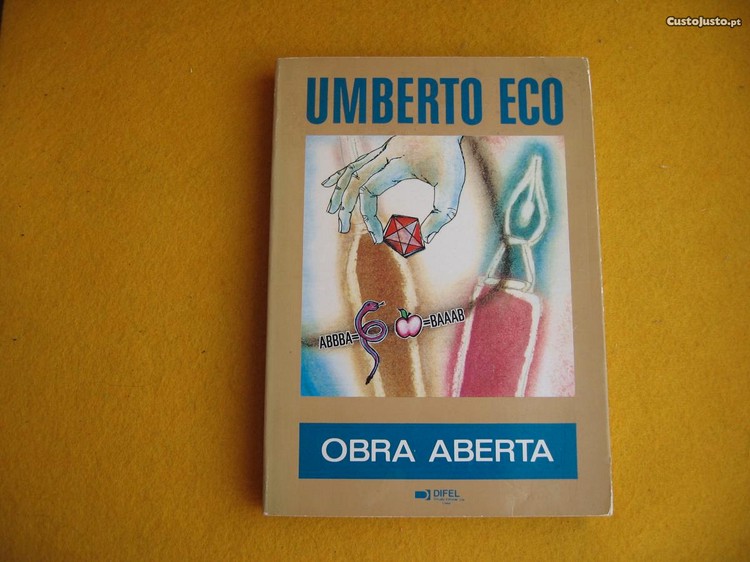 CustoJusto.pt
UMBERTO ECO
ABBBA=
=BAAAB
OBRA ABERTA
DIFEL